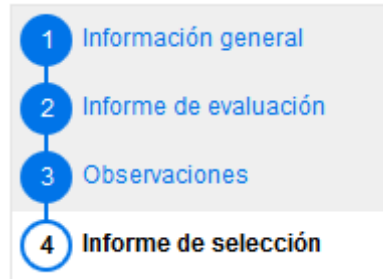 1 Información general
2 Informe de evaluación
3 Observaciones
4 Informe de selección